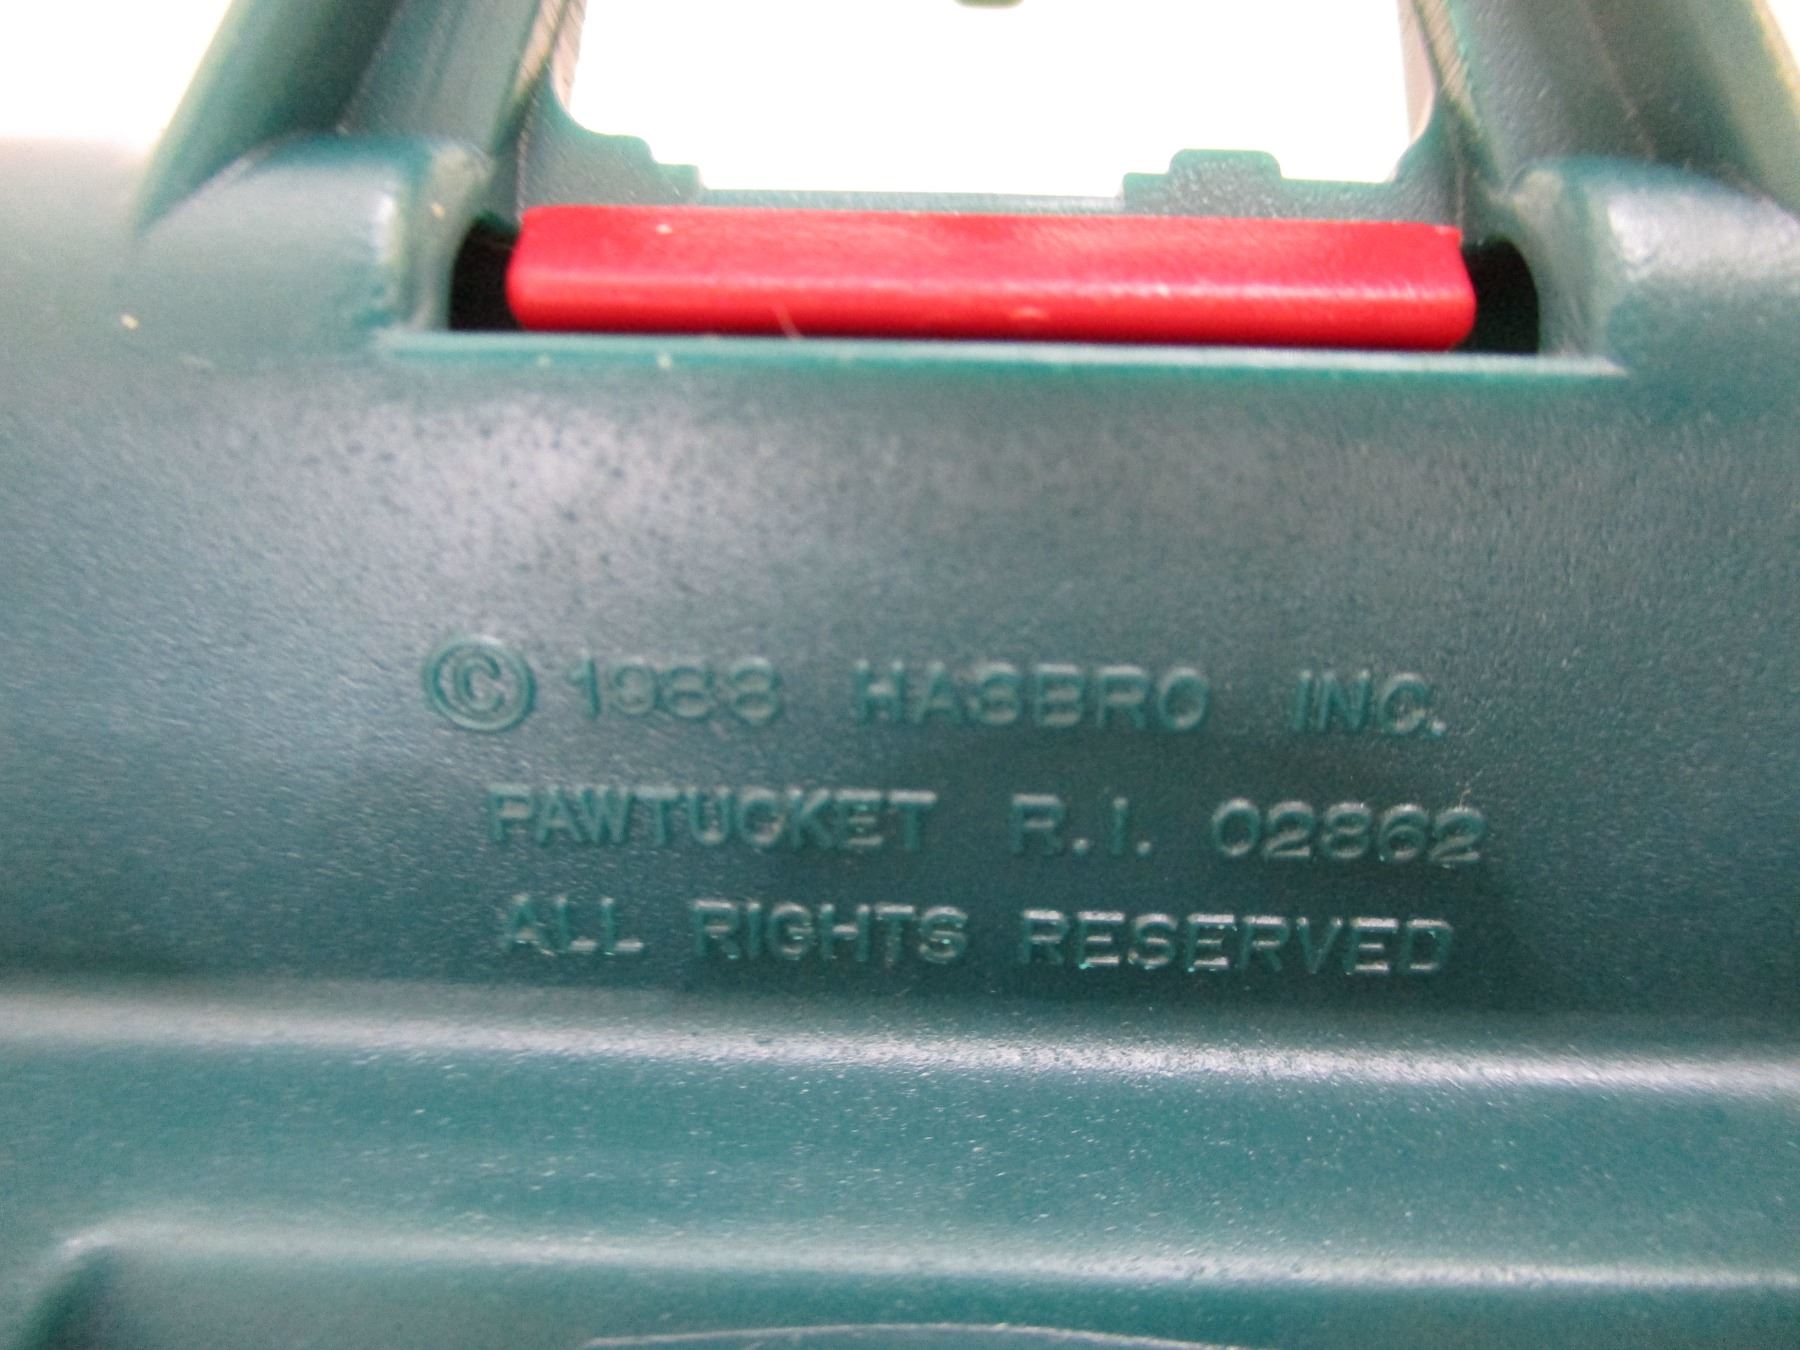 © 1988 HASBRO INC.
PAWTUCKET R.I. 02862
ALL RIGHTS RESERVED